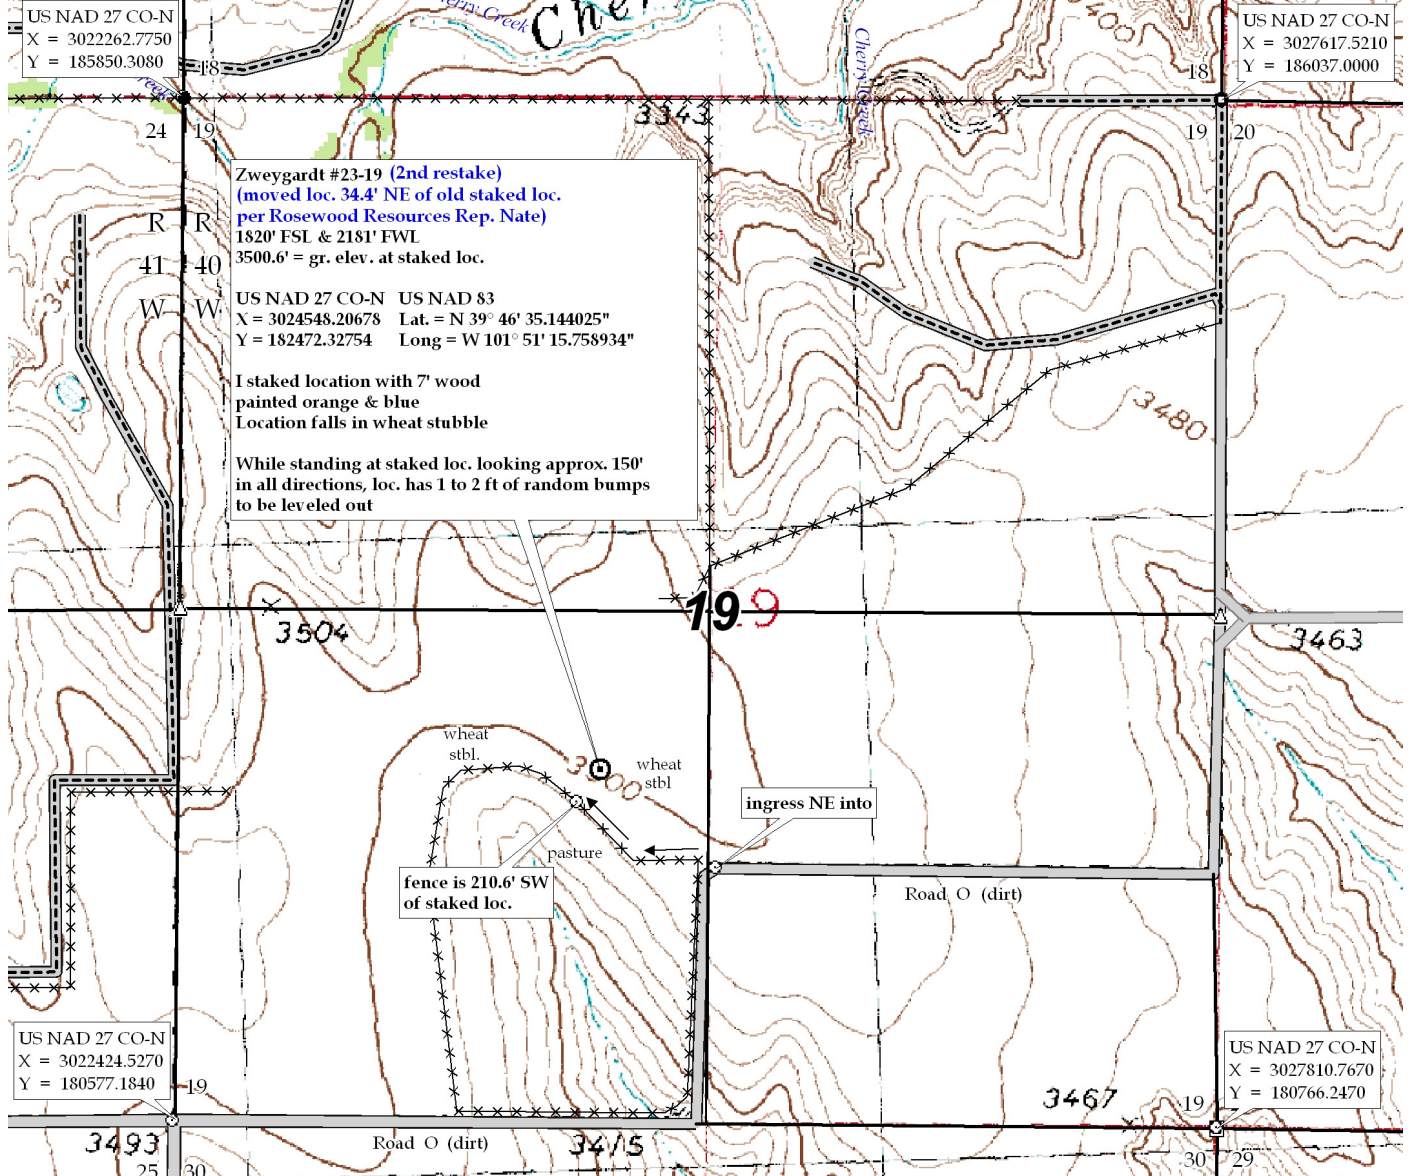 US NAD 27 CO-N
X = 3022262.7750
Y = 185850.3080
Cherry Creek
US NAD 27 CO-N
X = 3027617.5210
Y = 186037.0000
18
18
Cherry Creek
3343
24
19
19
20
Zweygardt #23-19 (2nd restake)
(moved loc. 34.4' NE of old staked loc.
per Rosewood Resources Rep. Nate)
1820' FSL & 2181' FWL
3500.6' = gr. elev. at staked loc.
US NAD 27 CO-N US NAD 83
X = 3024548.20678 Lat. = N 39° 46' 35.144025"
Y = 182472.32754 Long = W 101° 51' 15.758934"
I staked location with 7' wood
painted orange & blue
Location falls in wheat stubble
While standing at staked loc. looking approx. 150'
in all directions, loc. has 1 to 2 ft of random bumps
to be leveled out
R R
41 40
W W
3480
19
3504
3463
wheat
stbl.
wheat
stbl
ingress NE into
pasture
fence is 210.6' SW
of staked loc.
Road O (dirt)
US NAD 27 CO-N
X = 3022424.5270
Y = 180577.1840
19
US NAD 27 CO-N
X = 3027810.7670
Y = 180766.2470
3467
19
3493
Road O (dirt)
25 30
30 29